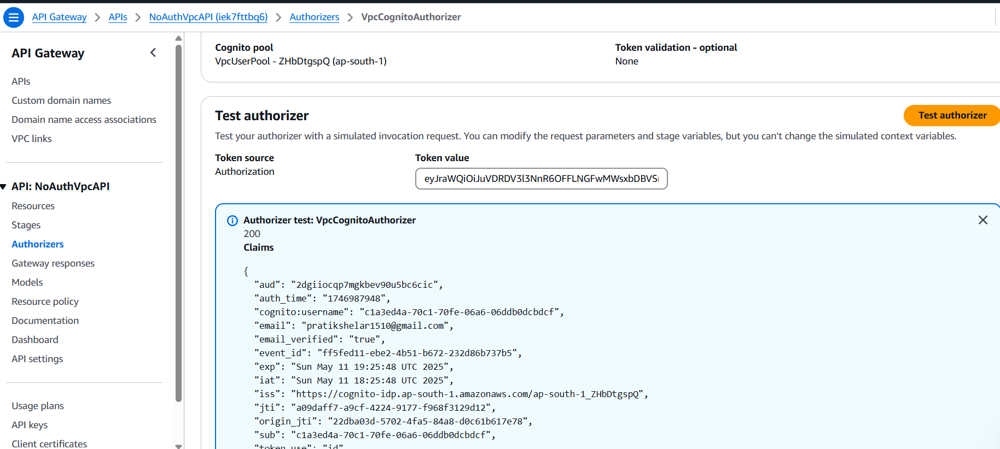 API Gateway > APIs > NoAuthVpcAPI (iek7fttbq6) > Authorizers > VpcCognitoAuthorizer
API Gateway
APIs
Custom domain names
Domain name access associations
VPC links
API: NoAuthVpcAPI
Resources
Stages
Authorizers
Gateway responses
Models
Resource policy
Documentation
Dashboard
API settings
Usage plans
API keys
Client certificates
Cognito pool
VpcUserPool - ZHbDtgspQ (ap-south-1)
Token validation - optional
None
Test authorizer
Test authorizer
Test your authorizer with a simulated invocation request. You can modify the request parameters and stage variables, but you can't change the simulated context variables.
Token source
Authorization
Token value
eyJraWQiOiJuVDRDV3l3NnR6OFFLNGFwMWsxbDBVS
Authorizer test: VpcCognitoAuthorizer
200
Claims
{
"aud": "2dgiiocqp7mgkbev90u5bc6cic",
"auth_time": "1746987948",
"cognito:username": "c1a3ed4a-70c1-70fe-06a6-06ddb0dcbdcf",
"email": "pratikshelar1510@gmail.com",
"email_verified": "true",
"event_id": "ff5fed11-ebe2-4b51-b672-232d86b737b5",
"exp": "Sun May 11 19:25:48 UTC 2025",
"iat": "Sun May 11 18:25:48 UTC 2025",
"iss": "https://cognito-idp.ap-south-1.amazonaws.com/ap-south-1_ZHbDtgspQ",
"jti": "a09daff7-a9cf-4224-9177-f968f3129d12",
"origin_jti": "22dba03d-5702-4fa5-84a8-d0c61b617e78",
"sub": "c1a3ed4a-70c1-70fe-06a6-06ddb0dcbdcf",
"token_use": "id"